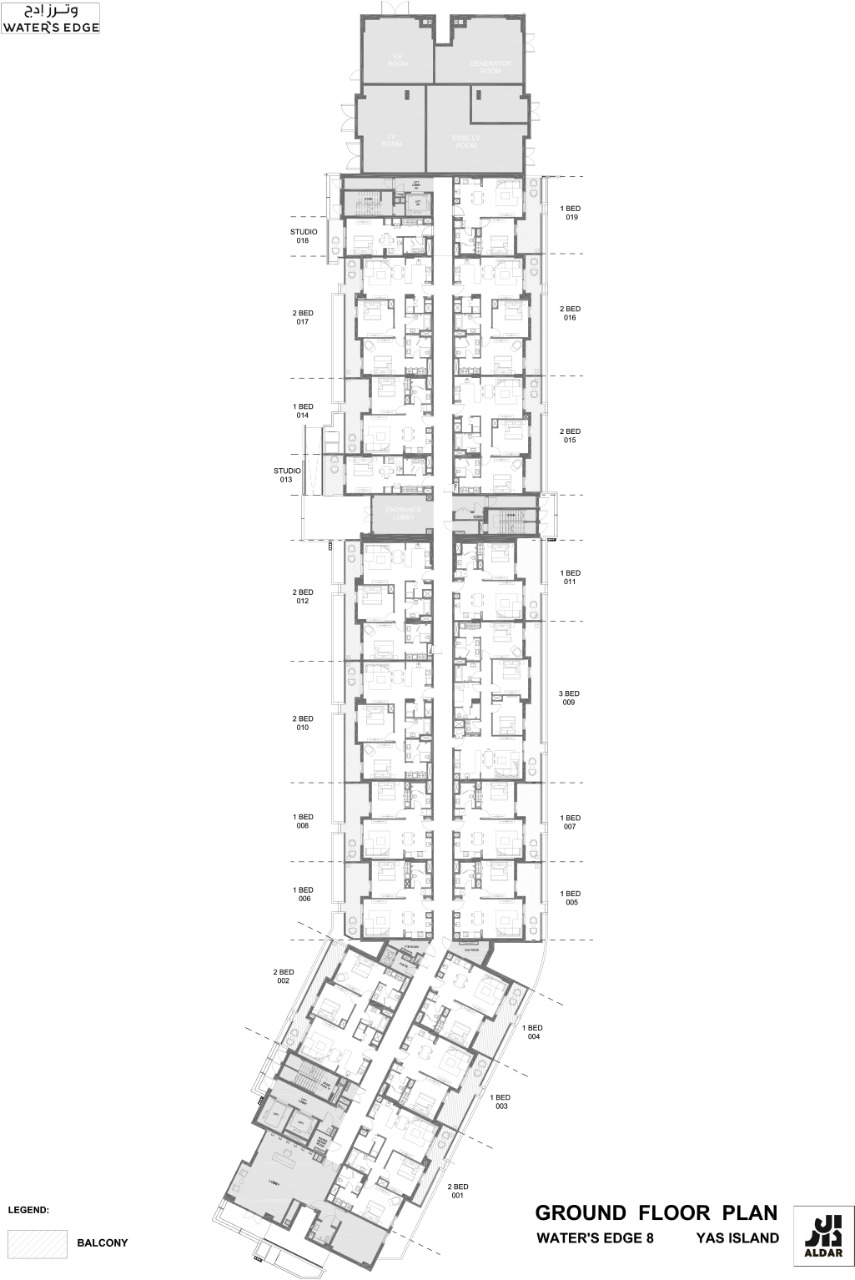 وترز إدج
WATER'S EDGE
RM
ROOM
GENERATOR
ROOM
LV
ROOM
ROOM
1 BED
019
STUDIO
018
2 BED
017
2 BED
016
1 BED
014
2 BED
015
STUDIO
013
ENTRANCE
LOBBY
1 BED
011
2 BED
012
3 BED
009
2 BED
010
1 BED
008
1 BED
007
1 BED
006
1 BED
005
2 BED
002
1 BED
004
1 BED
003
LOBBY
2 BED
001
LEGEND:
BALCONY
GROUND FLOOR PLAN
WATER'S EDGE 8 YAS ISLAND
الدار
ALDAR